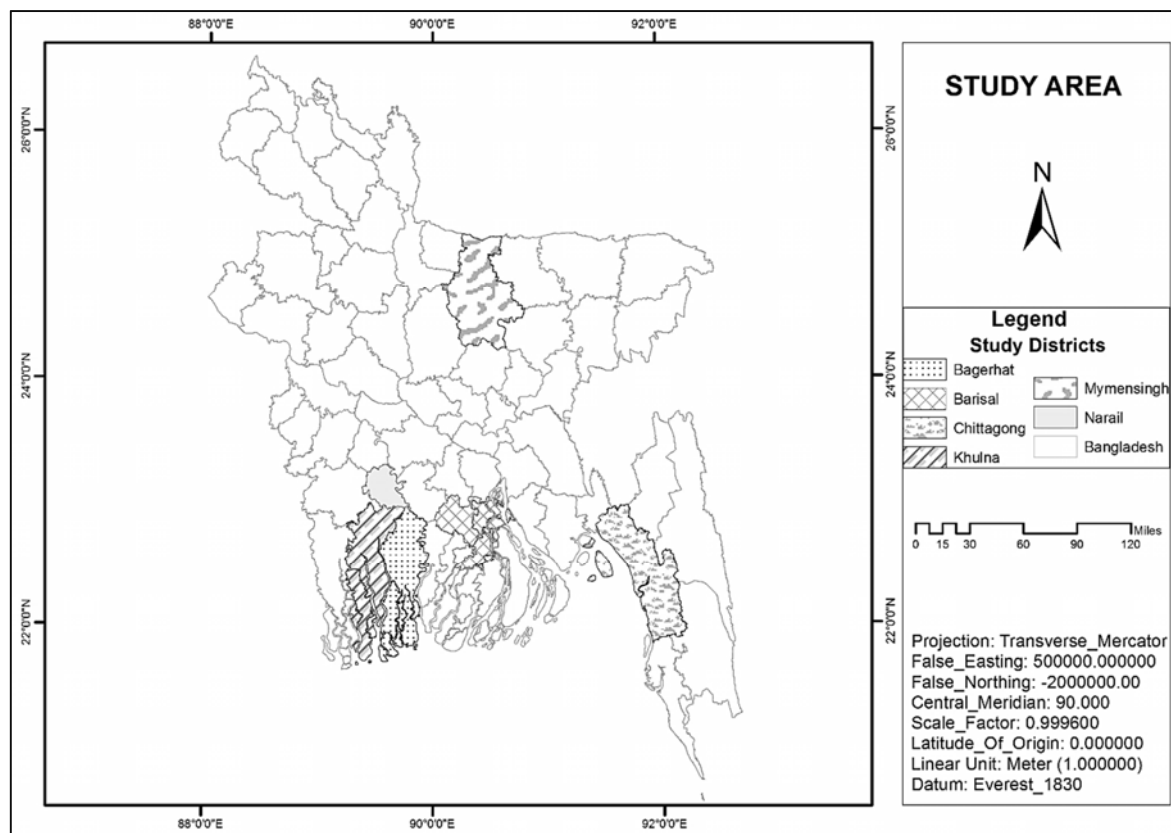 88°0'0"E
90°0'0"E
92°0'0"E
26°0'0"N
24°0'0"N
22°0'0"N
26°0'0"N
24°0'0"N
22°0'0"N
88°0'0"E
90°0'0"E
92°0'0"E
STUDY AREA
N
Legend
Study Districts
Bagerhat
Barisal
Chittagong
Khulna
Mymensingh
Narail
Bangladesh
Miles
0 15 30 60 90 120
Projection: Transverse_Mercator
False_Easting: 500000.000000
False_Northing: -2000000.00
Central_Meridian: 90.000
Scale_Factor: 0.999600
Latitude_Of_Origin: 0.000000
Linear Unit: Meter (1.000000)
Datum: Everest_1830